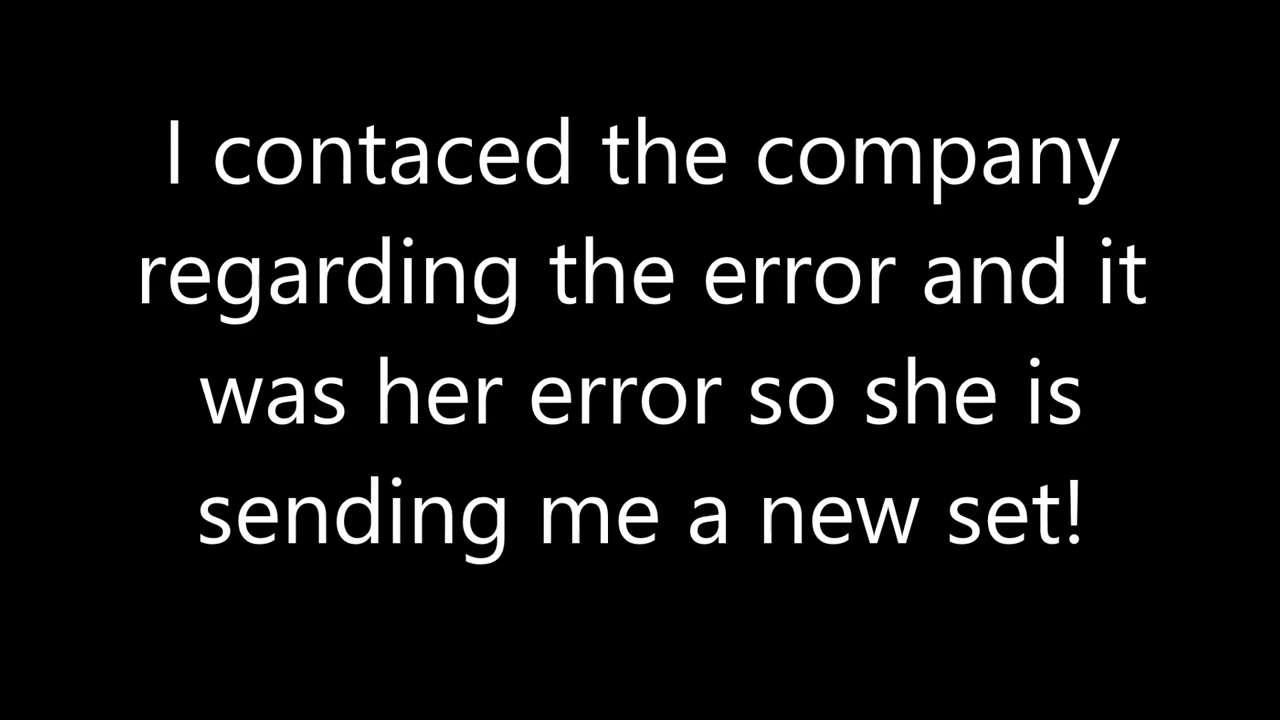 I contaced the company
regarding the error and it
was her error so she is
sending me a new set!